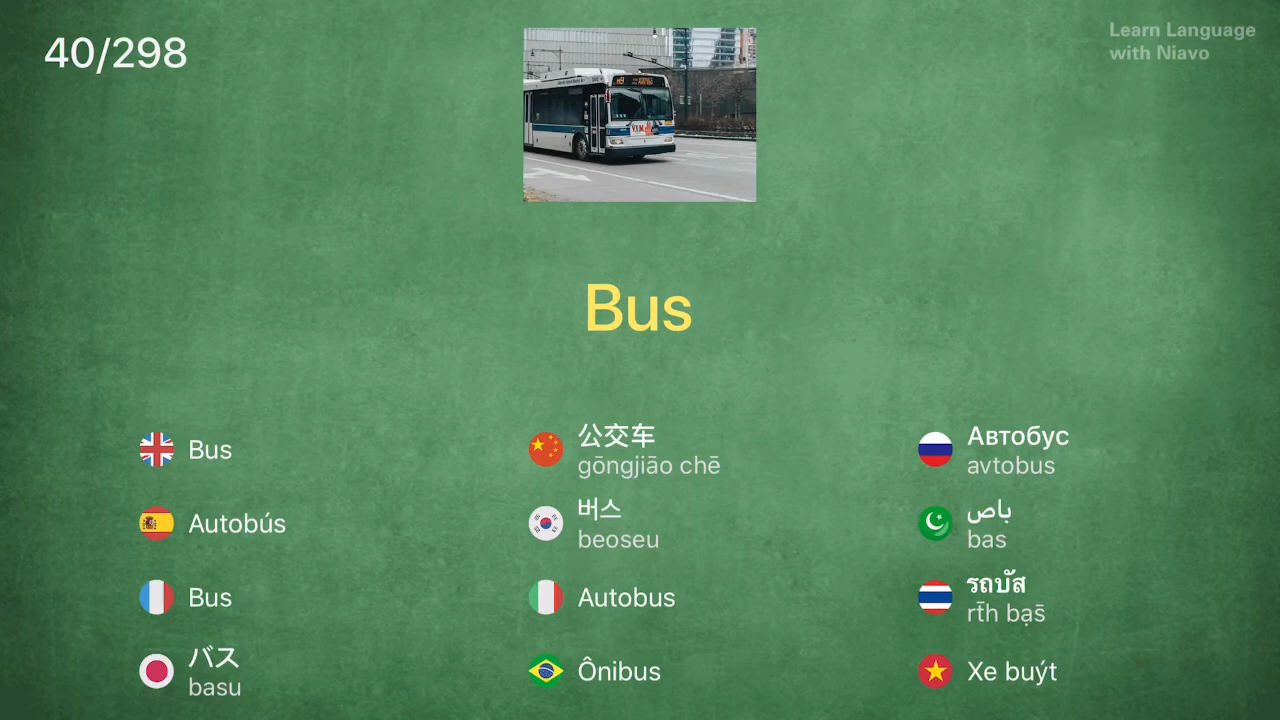 40/298
Learn Language
with Niavo
Bus
Bus
Autobús
Bus
バス
basu
公交车
gōngjiāo chē
버스
beoseu
Autobus
Ônibus
Автобус
avtobus
باص
bas
รถบัส
rt̄h bạs̄
Xe buýt